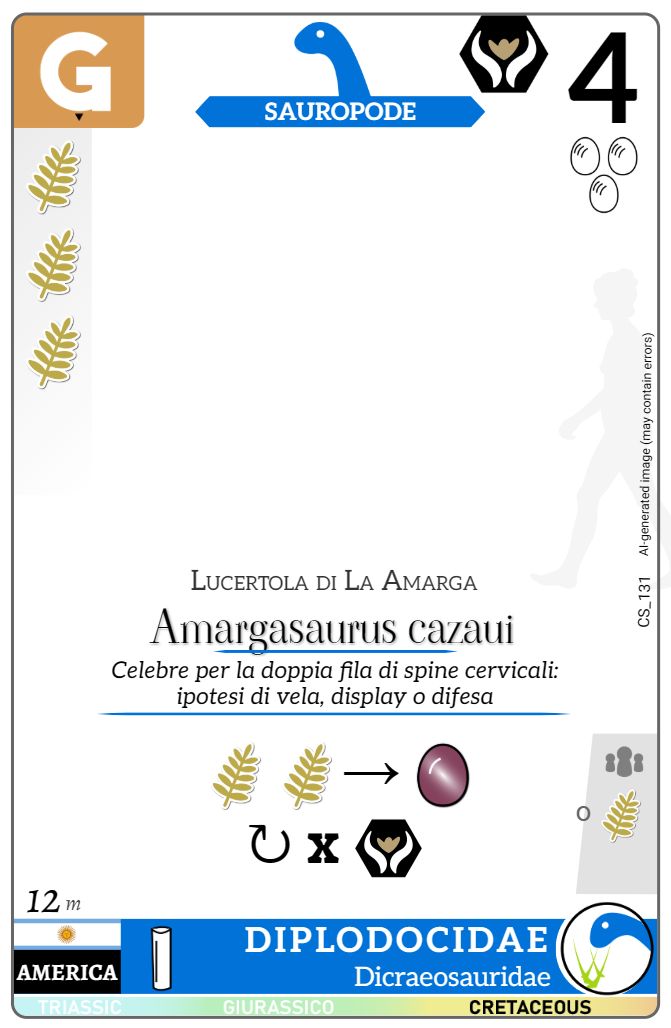 G
SAUROPODE
4
AI-generated image (may contain errors)
CS_131
Lucertola di La Amarga
Amargasaurus cazaui
Celebre per la doppia fila di spine cervicali:
ipotesi di vela, display o difesa
x
o
12 m
AMERICA
DIPLODOCIDAE
Dicraeosauridae
TRIASSIC
GIURASSICO
CRETACEOUS